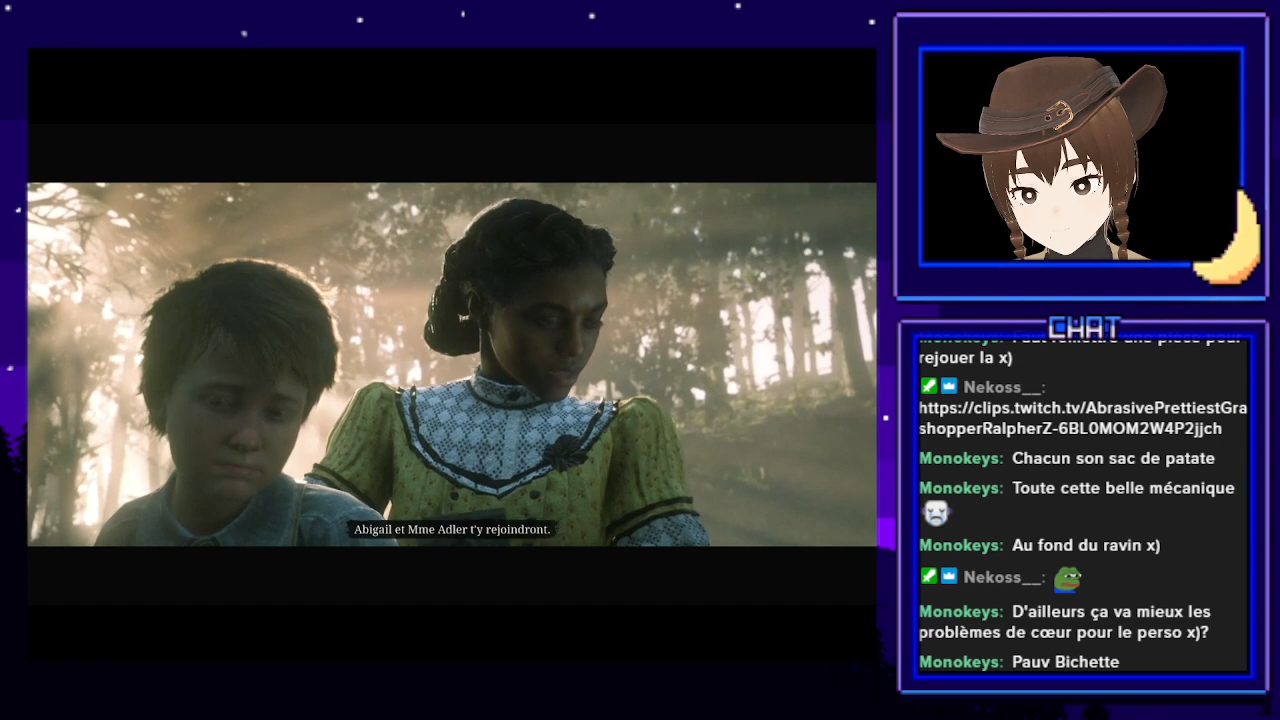 Abigail et Mme Adler t'y rejoindront.
CHAT
rejouer la x)
Nekoss__:
https://clips.twitch.tv/AbrasivePrettiestGra
shopperRalpherZ-6BL0MOM2W4P2jjch
Monokeys: Chacun son sac de patate
Monokeys: Toute cette belle mécanique
Monokeys: Au fond du ravin x)
Nekoss__:
Monokeys: D'ailleurs ça va mieux les
problèmes de cœur pour le perso x)?
Monokeys: Pauv Bichette